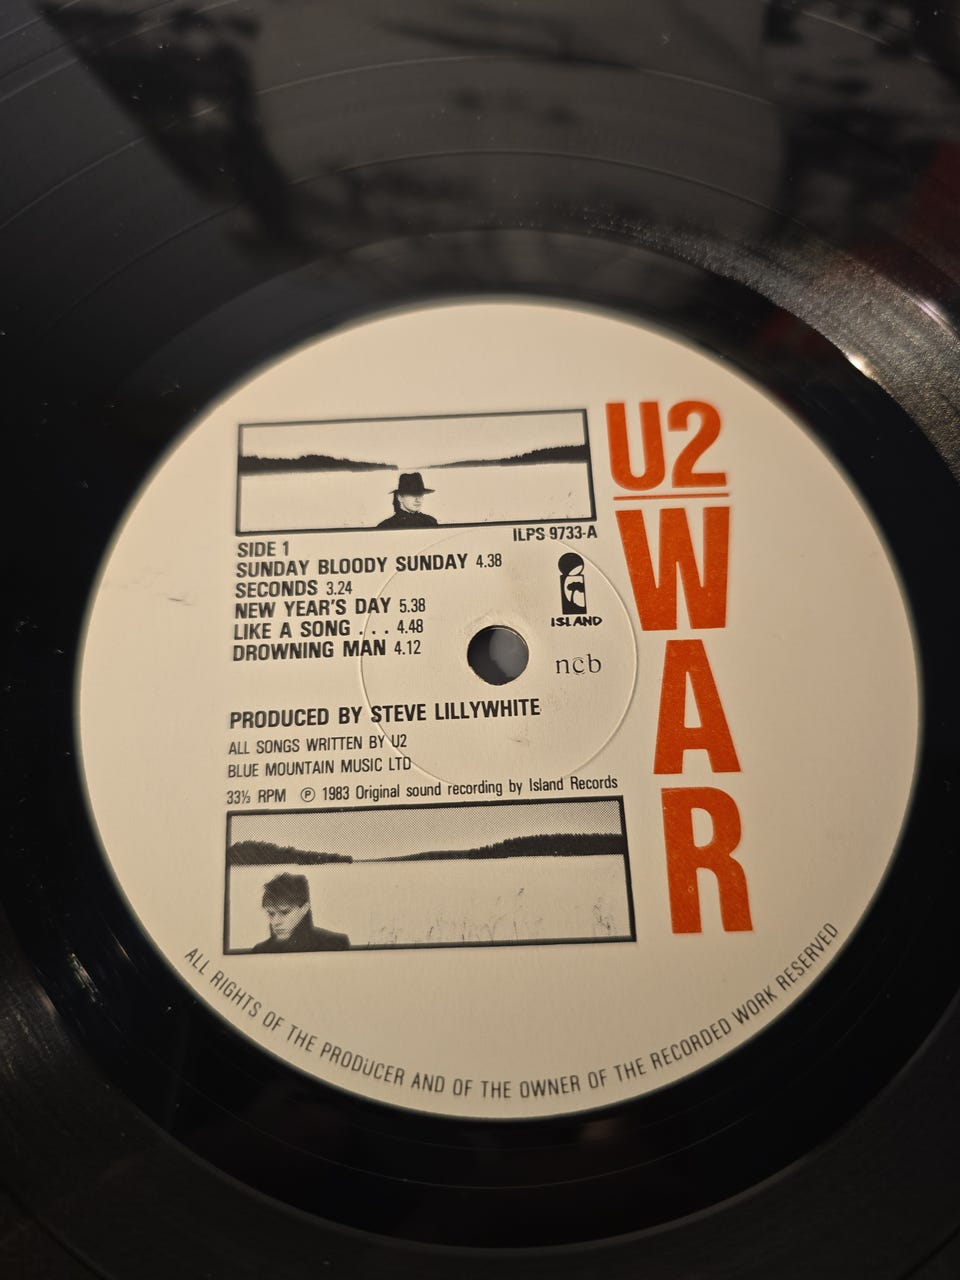 U2
WAR
ILPS 9733-A
SIDE 1
SUNDAY BLOODY SUNDAY 4.38
SECONDS 3.24
NEW YEAR'S DAY 5.38
LIKE A SONG . . . 4.48
DROWNING MAN 4.12
ISLAND
ncb
PRODUCED BY STEVE LILLYWHITE
ALL SONGS WRITTEN BY U2
BLUE MOUNTAIN MUSIC LTD
33⅓ RPM ℗ 1983 Original sound recording by Island Records
ALL RIGHTS OF THE PRODUCER AND OF THE OWNER OF THE RECORDED WORK RESERVED